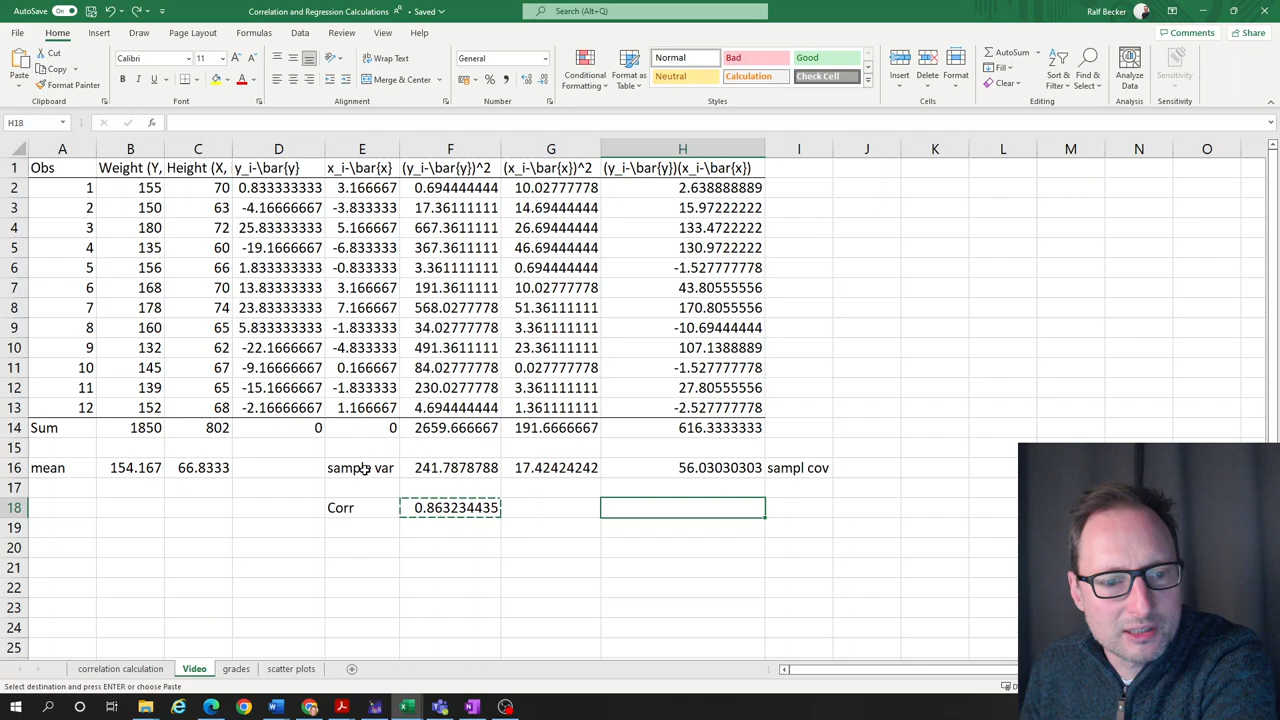 AutoSave On Correlation and Regression Calculations Saved Search (Alt+Q) Ralf Becker
File Home Insert Draw Page Layout Formulas Data Review View Help Comments Share
Paste Cut Copy Format Painter Clipboard
Calibri 11 B I U A Font
Wrap Text Merge & Center Alignment
General % Number
Conditional Formatting Format as Table Normal Bad Good Neutral Calculation Check Cell Styles
Insert Delete Format Cells
AutoSum Fill Clear Sort & Filter Find & Select Editing
Analyze Data Analysis Sensitivity Sensitivity
H18 fx
A B C D E F G H I J K L M N O
1 Obs Weight (Y, Height (X, y_i-\bar{y} x_i-\bar{x} (y_i-\bar{y})^2 (x_i-\bar{x})^2 (y_i-\bar{y})(x_i-\bar{x})
2 1 155 70 0.833333333 3.166667 0.694444444 10.02777778 2.638888889
3 2 150 63 -4.16666667 -3.833333 17.36111111 14.69444444 15.97222222
4 3 180 72 25.83333333 5.166667 667.3611111 26.69444444 133.4722222
5 4 135 60 -19.1666667 -6.833333 367.3611111 46.69444444 130.9722222
6 5 156 66 1.833333333 -0.833333 3.361111111 0.694444444 -1.527777778
7 6 168 70 13.83333333 3.166667 191.3611111 10.02777778 43.80555556
8 7 178 74 23.83333333 7.166667 568.0277778 51.36111111 170.8055556
9 8 160 65 5.833333333 -1.833333 34.02777778 3.361111111 -10.69444444
10 9 132 62 -22.1666667 -4.833333 491.3611111 23.36111111 107.1388889
11 10 145 67 -9.16666667 0.166667 84.02777778 0.027777778 -1.527777778
12 11 139 65 -15.1666667 -1.833333 230.0277778 3.361111111 27.80555556
13 12 152 68 -2.16666667 1.166667 4.694444444 1.361111111 -2.527777778
14 Sum 1850 802 0 0 2659.666667 191.6666667 616.3333333
15
16 mean 154.167 66.8333 sample var 241.7878788 17.42424242 56.03030303 sampl cov
17
18 Corr 0.863234435
19
20
21
22
23
24
25
correlation calculation Video grades scatter plots
Select destination and press ENTER or choose Paste